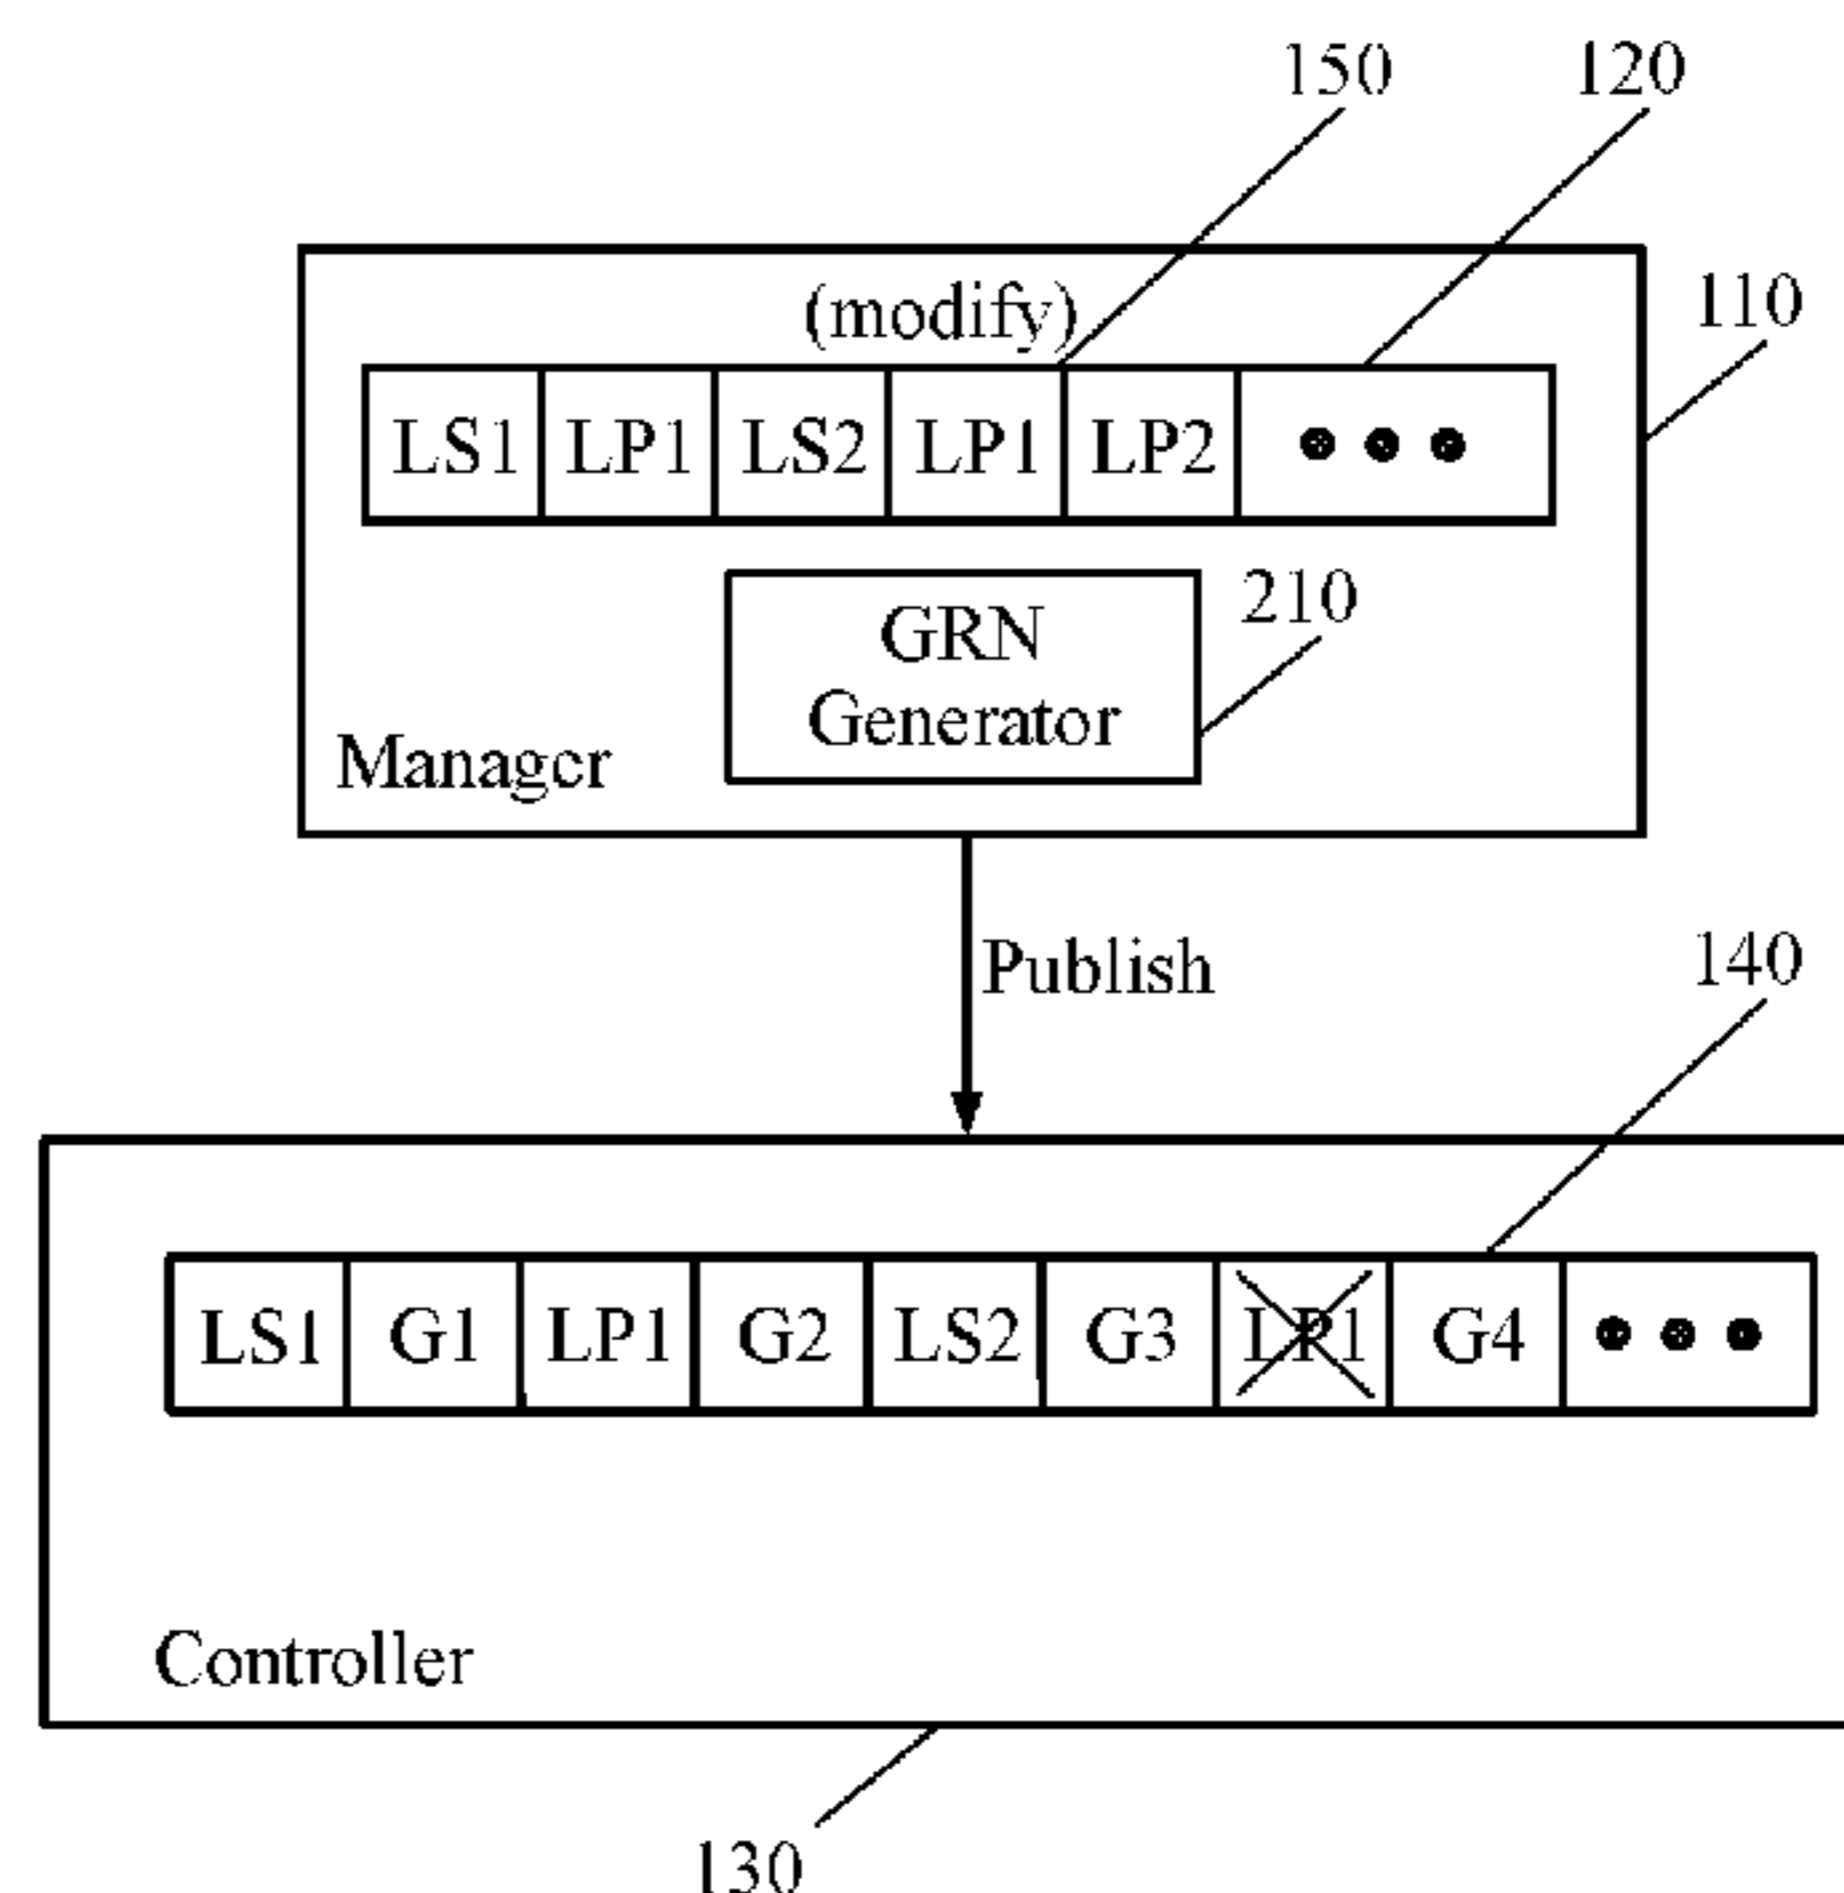 150 120
110
(modify)
LS1 LP1 LS2 LP1 LP2
210
GRN
Generator
Manager
Publish
140
LS1 G1 LP1 G2 LS2 G3 LP1 G4
Controller
130